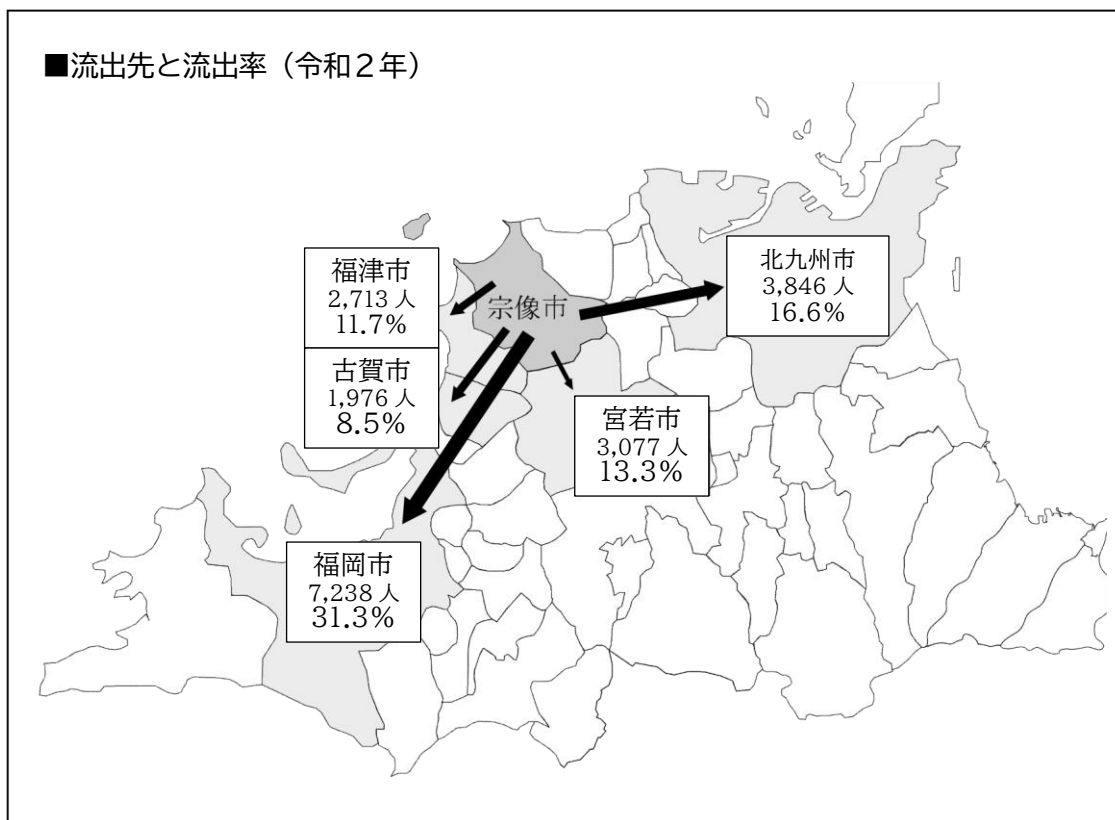 ■流出先と流出率（令和２年）
福津市
2,713 人
11.7%
古賀市
1,976 人
8.5%
宗像市
北九州市
3,846 人
16.6%
宮若市
3,077 人
13.3%
福岡市
7,238 人
31.3%